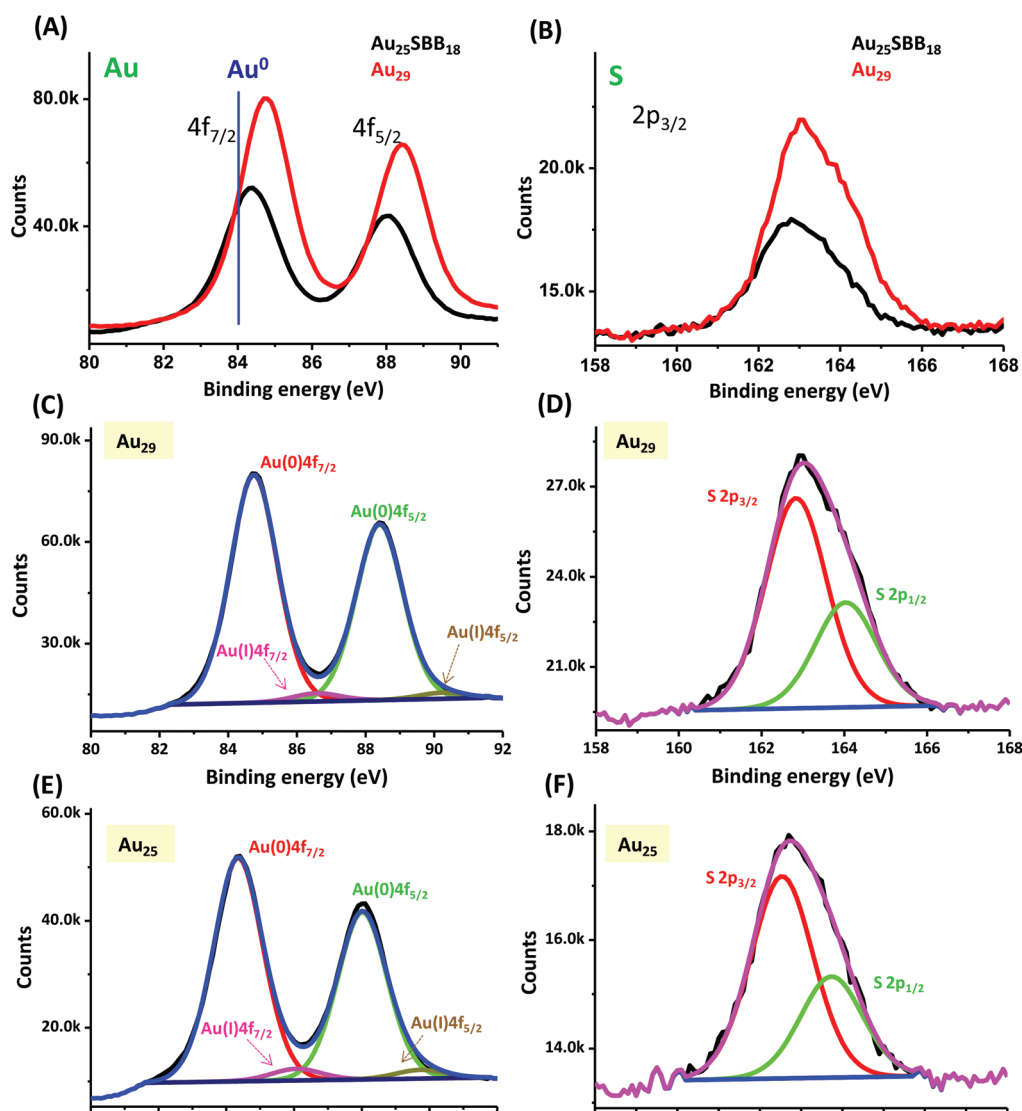 (A)
Au25SBB18
Au29
Au
Au0
4f7/2
4f5/2
80.0k
40.0k
Counts
80 82 84 86 88 90
Binding energy (eV)
(B)
Au25SBB18
Au29
S
2p3/2
20.0k
15.0k
Counts
158 160 162 164 166 168
Binding energy (eV)
(C)
Au29
Au(0)4f7/2
Au(0)4f5/2
Au(I)4f7/2
Au(I)4f5/2
90.0k
60.0k
30.0k
Counts
80 82 84 86 88 90 92
Binding energy (eV)
(D)
Au29
S 2p3/2
S 2p1/2
27.0k
24.0k
21.0k
Counts
158 160 162 164 166 168
Binding energy (eV)
(E)
Au25
Au(0)4f7/2
Au(0)4f5/2
Au(I)4f7/2
Au(I)4f5/2
60.0k
40.0k
20.0k
Counts
(F)
Au25
S 2p3/2
S 2p1/2
18.0k
16.0k
14.0k
Counts